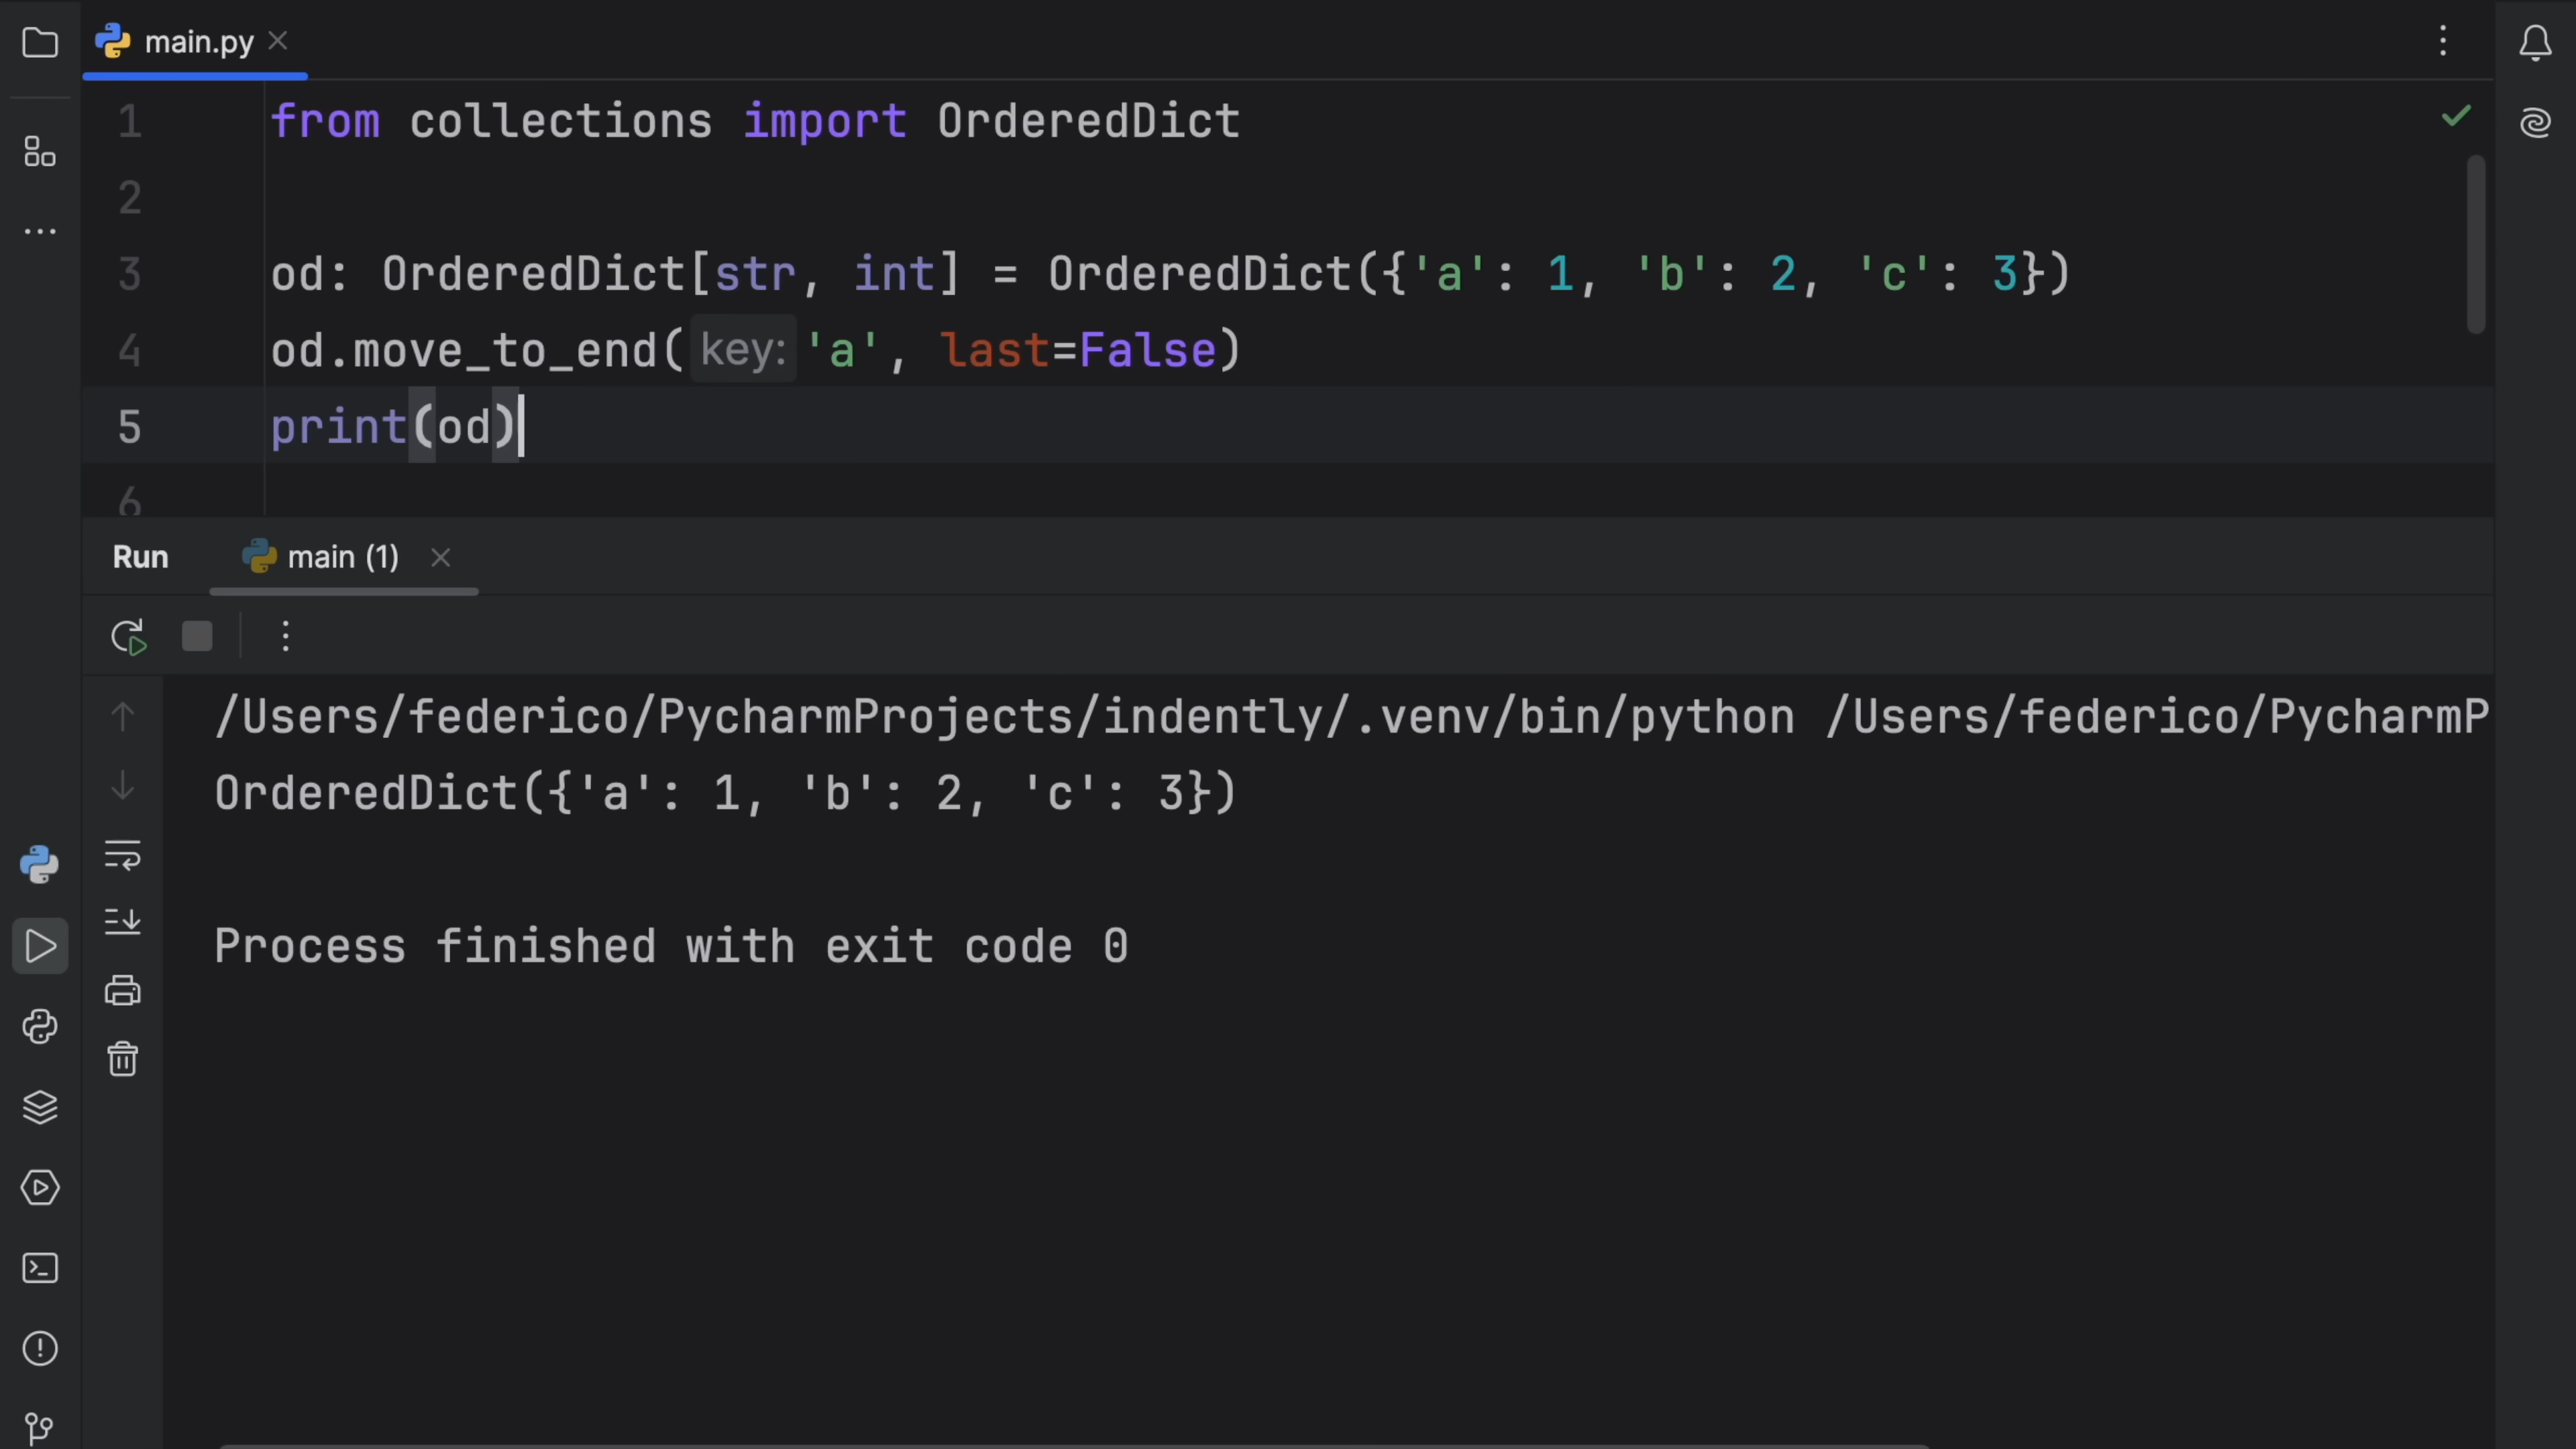 main.py
1 from collections import OrderedDict
2
3 od: OrderedDict[str, int] = OrderedDict({'a': 1, 'b': 2, 'c': 3})
4 od.move_to_end(key: 'a', last=False)
5 print(od)
6
Run main (1)
/Users/federico/PycharmProjects/indently/.venv/bin/python /Users/federico/PycharmP
OrderedDict({'a': 1, 'b': 2, 'c': 3})
Process finished with exit code 0